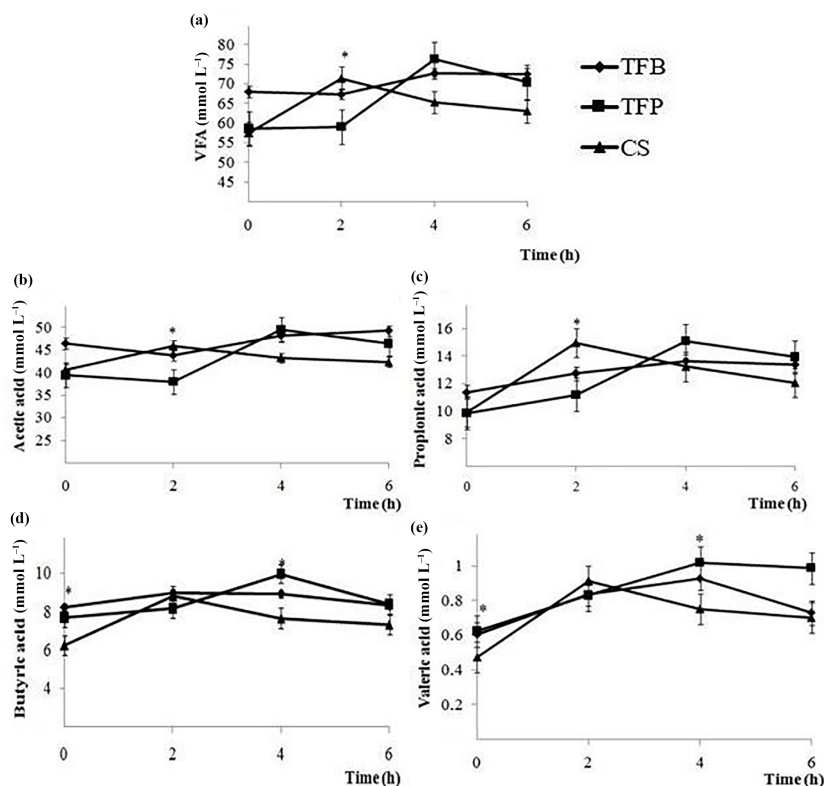 (a)
VFA (mmol L⁻¹)
80
75
70
65
60
55
50
45
*
0 2 4 6
Time (h)
TFB
TFP
CS
(b)
Acetic acid (mmol L⁻¹)
50
45
40
35
30
25
*
0 2 4 6
Time (h)
(c)
Propionic acid (mmol L⁻¹)
16
14
12
10
8
*
0 2 4 6
Time (h)
(d)
Butyric acid (mmol L⁻¹)
10
8
6
4
* *
0 2 4 6
Time (h)
(e)
Valeric acid (mmol L⁻¹)
1
0.8
0.6
0.4
0.2
* *
0 2 4 6
Time (h)